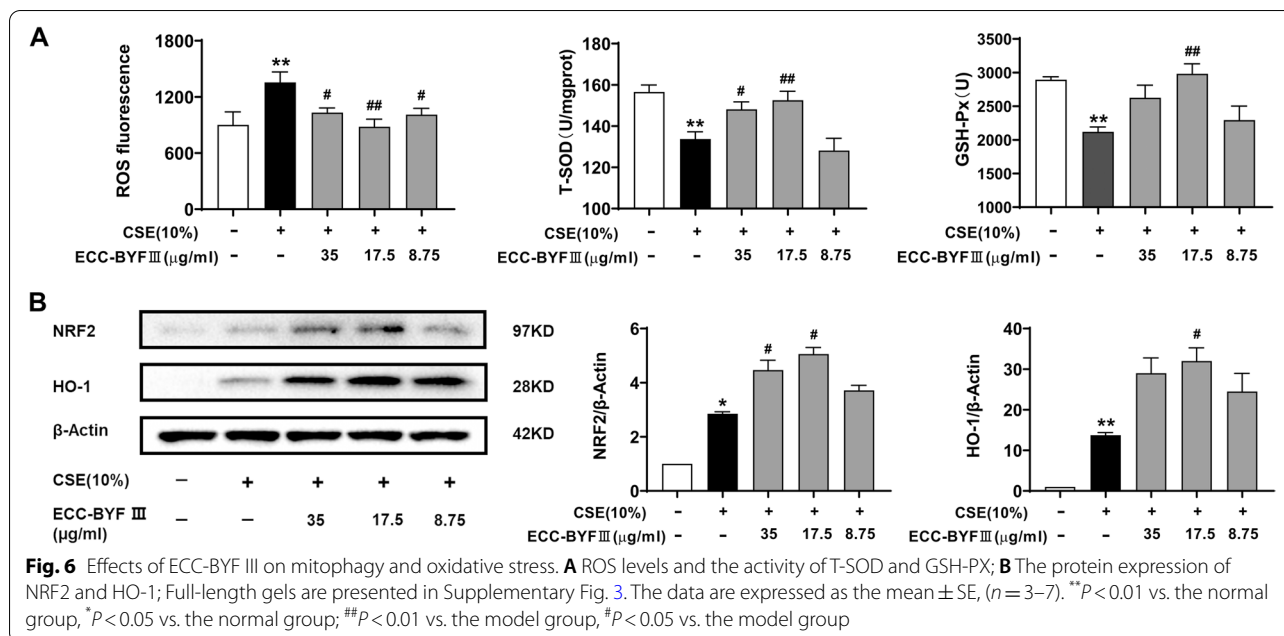 A
ROS fluorescence
1800
1200
600
0
**
#
##
#
CSE(10%) - + + + +
ECC-BYFⅢ(μg/ml) - - 35 17.5 8.75
T-SOD(U/mgprot)
180
160
140
120
100
**
#
##
CSE(10%) - + + + +
ECC-BYFⅢ(μg/ml) - - 35 17.5 8.75
GSH-Px(U)
3500
3000
2500
2000
1500
1000
**
##
CSE(10%) - + + + +
ECC-BYFⅢ(μg/ml) - - 35 17.5 8.75
B
NRF2 97KD
HO-1 28KD
β-Actin 42KD
CSE(10%) - + + + +
ECC-BYF Ⅲ - - 35 17.5 8.75
(μg/ml)
NRF2/β-Actin
6
4
2
0
*
#
#
CSE(10%) - + + + +
ECC-BYFⅢ(μg/ml) - - 35 17.5 8.75
HO-1/β-Actin
40
30
20
10
0
**
#
CSE(10%) - + + + +
ECC-BYFⅢ(μg/ml) - - 35 17.5 8.75
Fig. 6 Effects of ECC-BYF III on mitophagy and oxidative stress. A ROS levels and the activity of T-SOD and GSH-PX; B The protein expression of
NRF2 and HO-1; Full-length gels are presented in Supplementary Fig. 3. The data are expressed as the mean ± SE, (n = 3–7). **P < 0.01 vs. the normal
group, *P < 0.05 vs. the normal group; ##P < 0.01 vs. the model group, #P < 0.05 vs. the model group